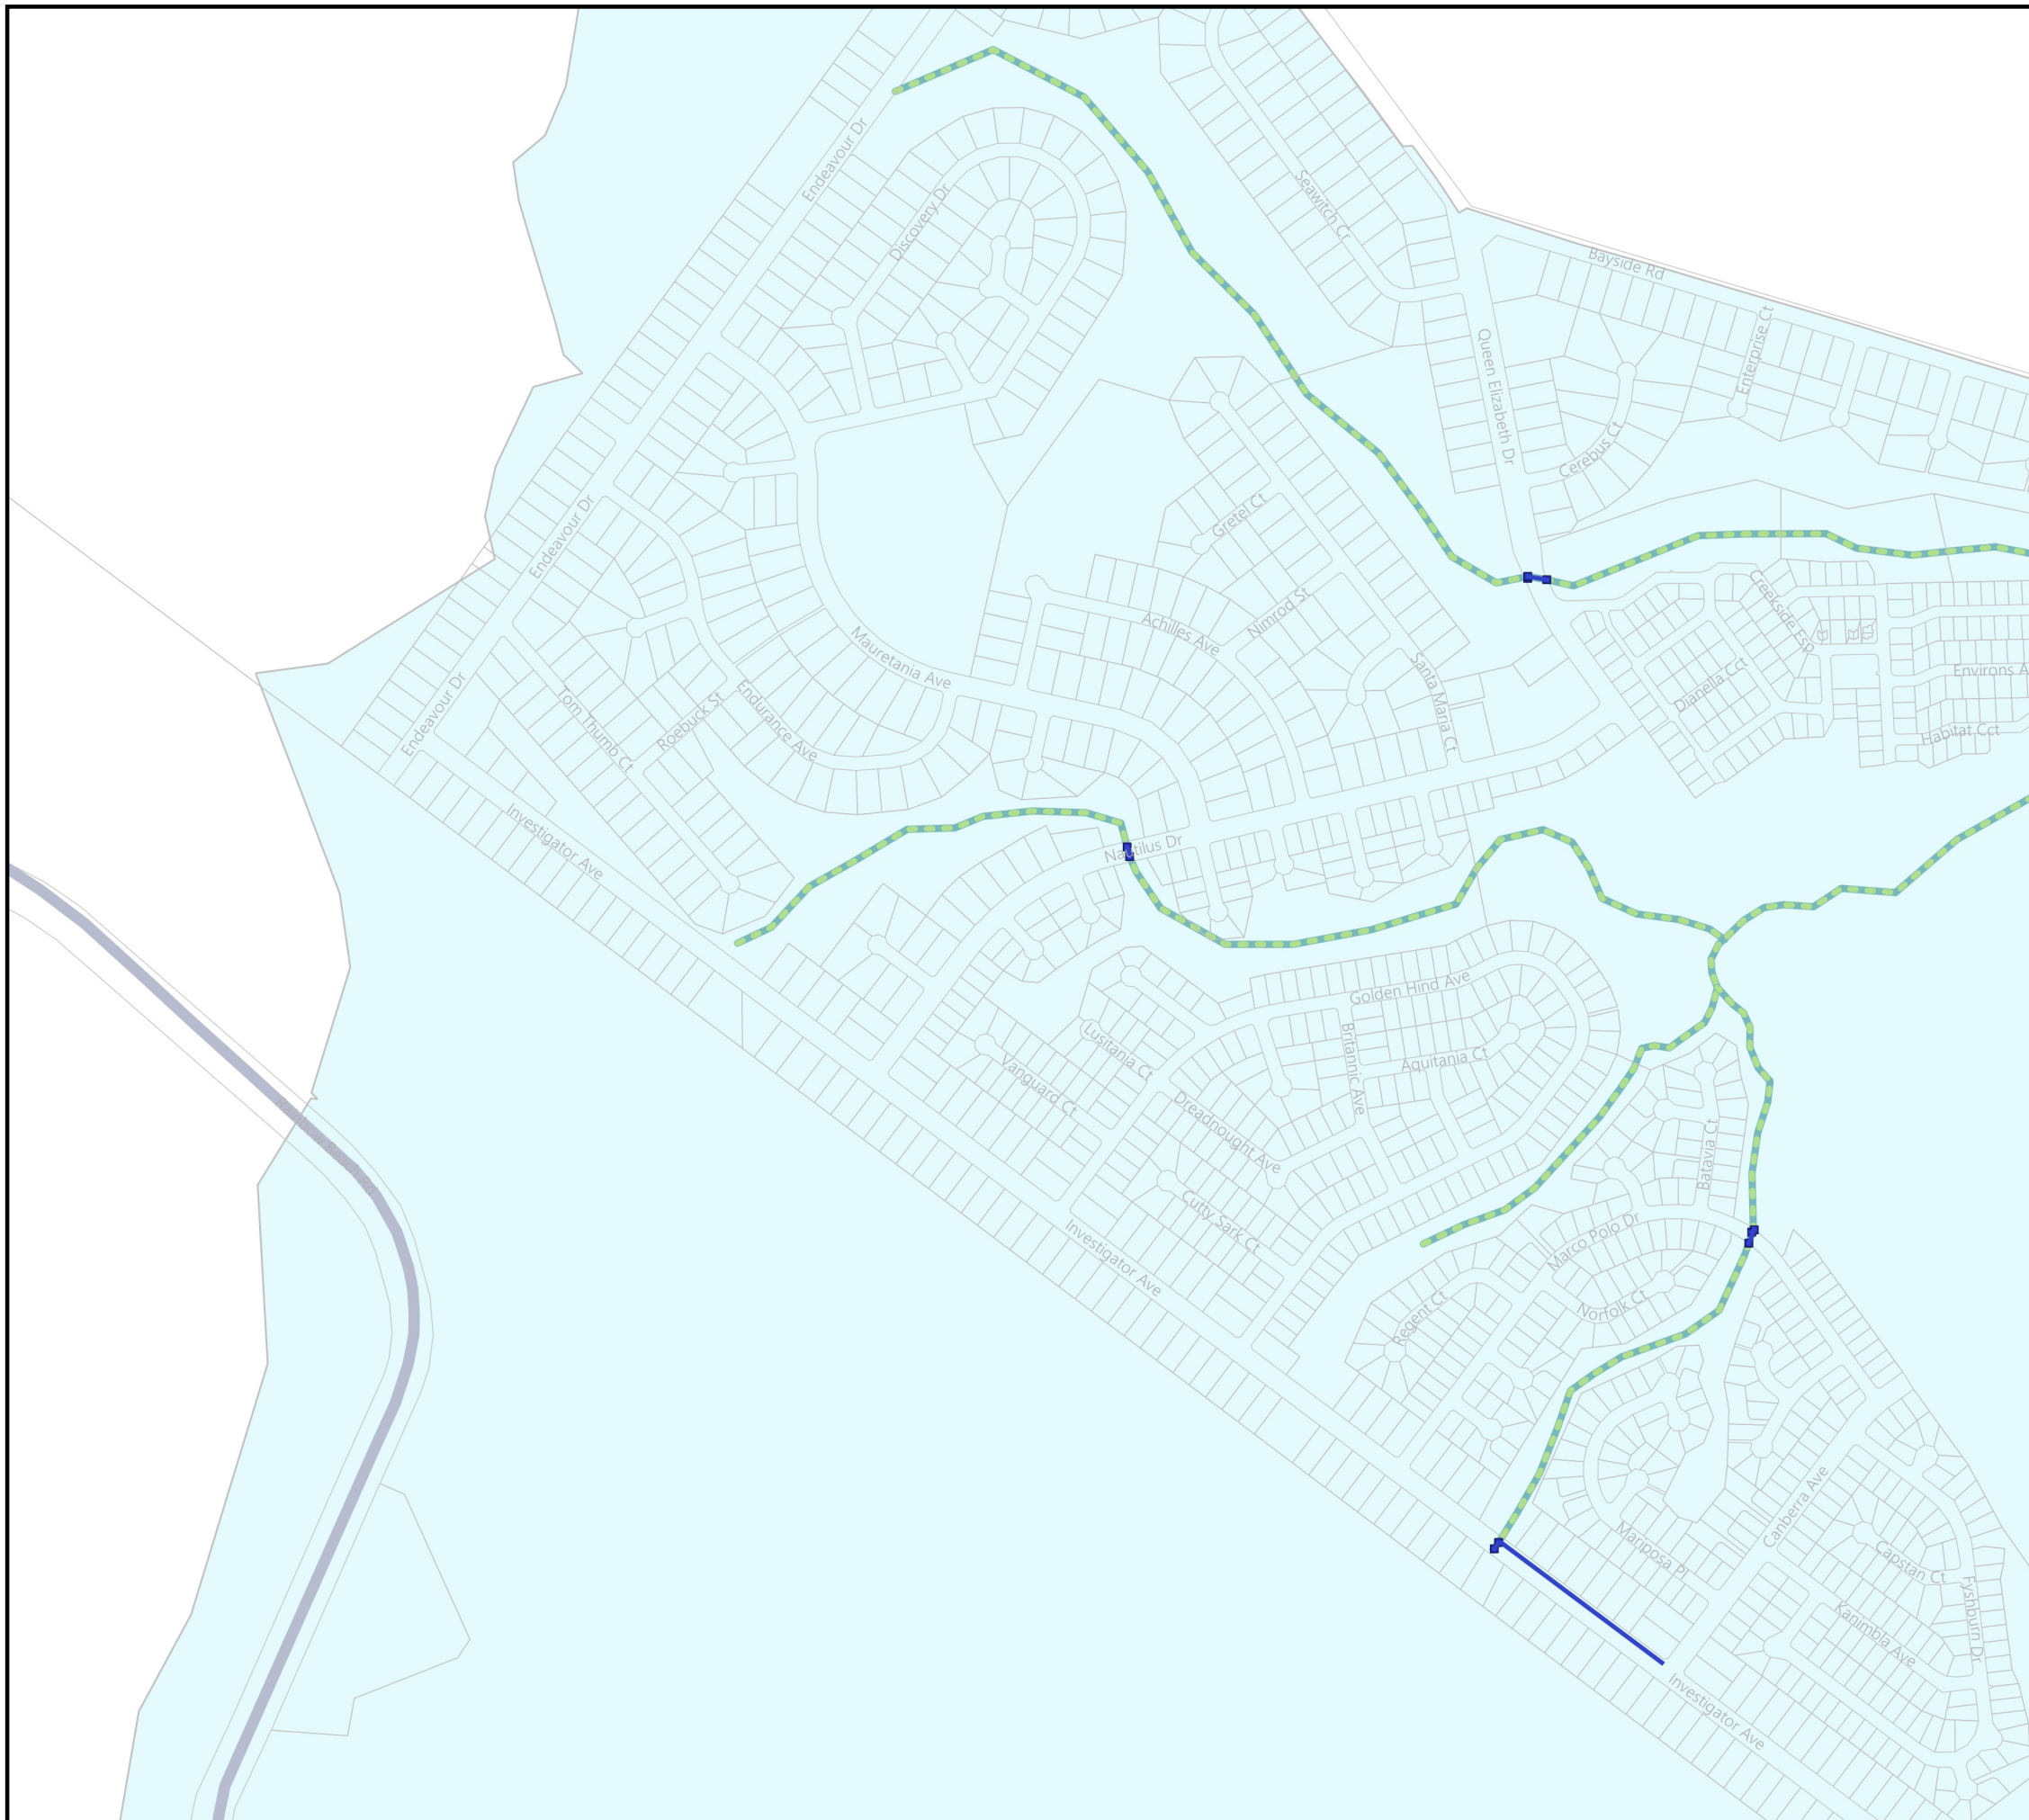 Endeavour Dr
Discovery Dr
Seawitch Cr
Bayside Rd
Enterprise Ct
Queen Elizabeth Dr
Cerebus Ct
Endeavour Dr
Gretel Ct
Nimrod St
Achilles Ave
Creekside Esp
Mauretania Ave
Santa Maria Ct
Dianella Cct
Environs A
Habitat Cct
Endeavour Dr
Tom Thumb Ct
Roebuck St
Endurance Ave
Investigator Ave
Nautilus Dr
Golden Hind Ave
Britannic Ave
Aquitania Ct
Lusitania Ct
Vanguard Ct
Dreadnought Ave
Batavia Ct
Cutty Sark Ct
Marco Polo Dr
Investigator Ave
Norfolk Ct
Regent Ct
Canberra Ave
Mariposa Pl
Capstan Ct
Fyshburn Dr
Kanimbla Ave
Investigator Ave